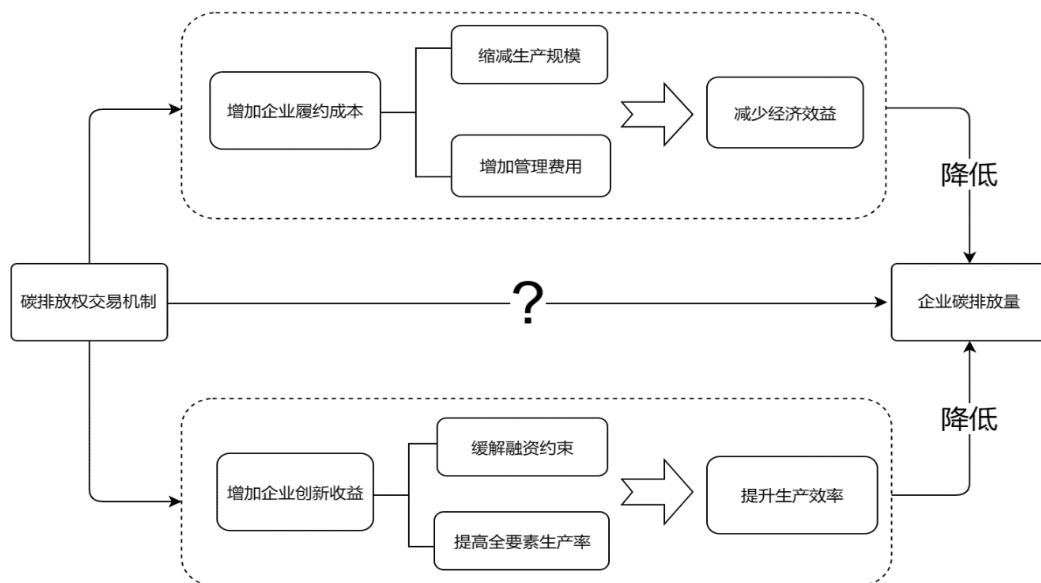 缩减生产规模
增加企业履约成本
减少经济效益
增加管理费用
降低
碳排放权交易机制
?
企业碳排放量
降低
缓解融资约束
增加企业创新收益
提升生产效率
提高全要素生产率